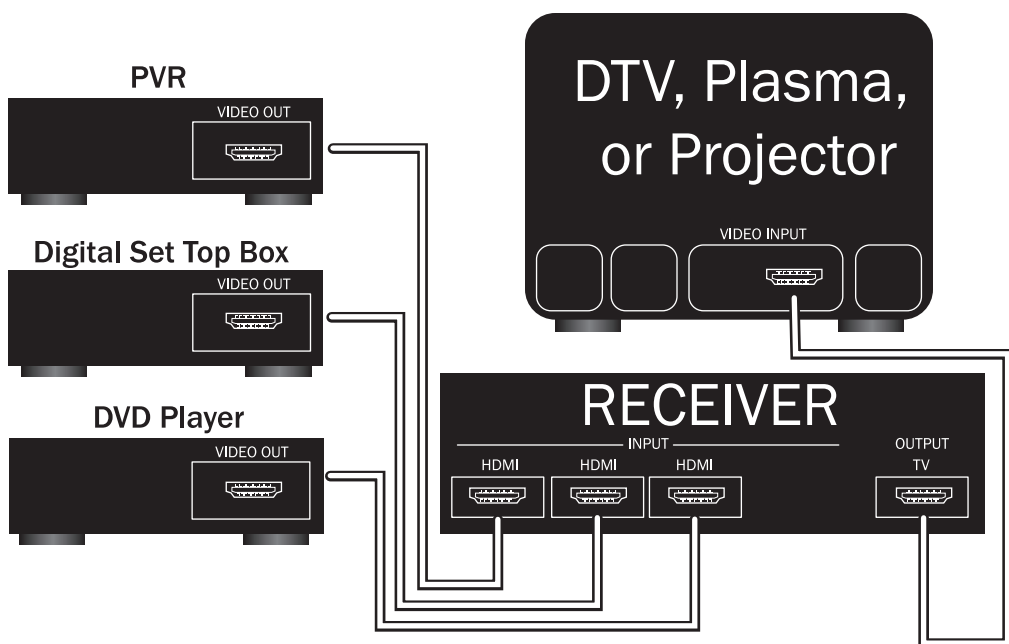 PVR
VIDEO OUT
Digital Set Top Box
VIDEO OUT
DVD Player
VIDEO OUT
DTV, Plasma,
or Projector
VIDEO INPUT
RECEIVER
INPUT
HDMI HDMI HDMI
OUTPUT
TV